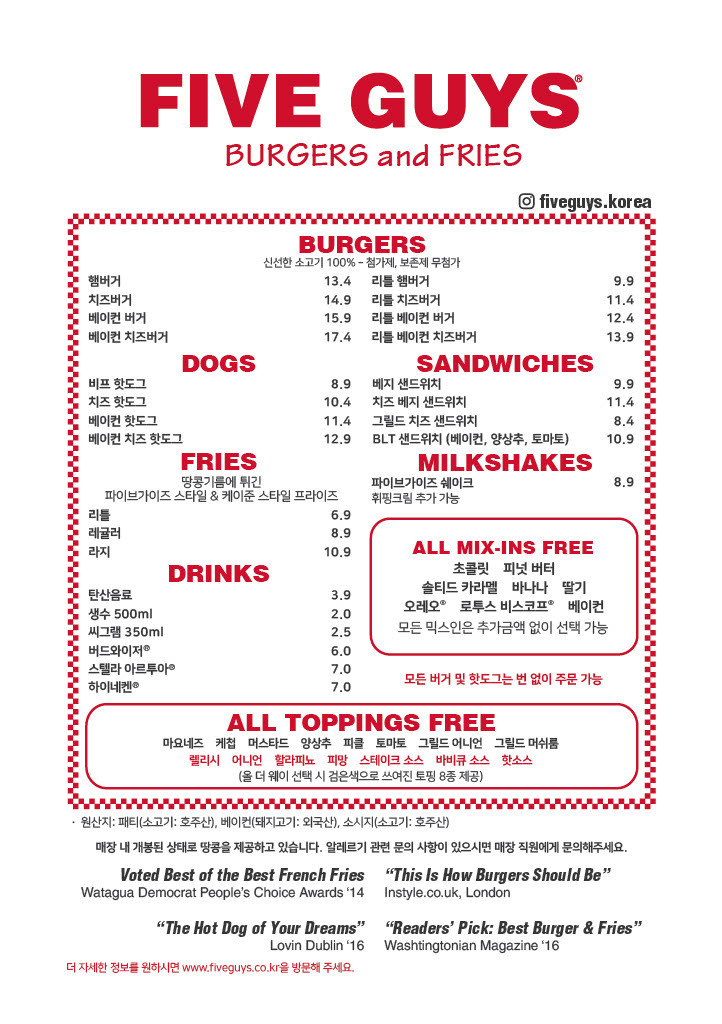 FIVE GUYS®
BURGERS and FRIES
fiveguys.korea
BURGERS
신선한 소고기 100% – 첨가제, 보존제 무첨가
햄버거 13.4
치즈버거 14.9
베이컨 버거 15.9
베이컨 치즈버거 17.4
리틀 햄버거 9.9
리틀 치즈버거 11.4
리틀 베이컨 버거 12.4
리틀 베이컨 치즈버거 13.9
DOGS
비프 핫도그 8.9
치즈 핫도그 10.4
베이컨 핫도그 11.4
베이컨 치즈 핫도그 12.9
SANDWICHES
베지 샌드위치 9.9
치즈 베지 샌드위치 11.4
그릴드 치즈 샌드위치 8.4
BLT 샌드위치 (베이컨, 양상추, 토마토) 10.9
FRIES
땅콩기름에 튀긴
파이브가이즈 스타일 & 케이준 스타일 프라이즈
리틀 6.9
레귤러 8.9
라지 10.9
MILKSHAKES
파이브가이즈 쉐이크 8.9
휘핑크림 추가 가능
ALL MIX-INS FREE
초콜릿 피넛 버터
솔티드 카라멜 바나나 딸기
오레오® 로투스 비스코프® 베이컨
모든 믹스인은 추가금액 없이 선택 가능
DRINKS
탄산음료 3.9
생수 500ml 2.0
씨그램 350ml 2.5
버드와이저® 6.0
스텔라 아르투아® 7.0
하이네켄® 7.0
모든 버거 및 핫도그는 번 없이 주문 가능
ALL TOPPINGS FREE
마요네즈 케첩 머스타드 양상추 피클 토마토 그릴드 어니언 그릴드 머쉬룸
렐리시 어니언 할라피뇨 피망 스테이크 소스 바비큐 소스 핫소스
(올 더 웨이 선택 시 검은색으로 쓰여진 토핑 8종 제공)
· 원산지: 패티(소고기: 호주산), 베이컨(돼지고기: 외국산), 소시지(소고기: 호주산)
매장 내 개봉된 상태로 땅콩을 제공하고 있습니다. 알레르기 관련 문의 사항이 있으시면 매장 직원에게 문의해주세요.
Voted Best of the Best French Fries
Watagua Democrat People's Choice Awards '14
“This Is How Burgers Should Be”
Instyle.co.uk, London
“The Hot Dog of Your Dreams”
Lovin Dublin ‘16
“Readers’ Pick: Best Burger & Fries”
Washtingtonian Magazine ‘16
더 자세한 정보를 원하시면 www.fiveguys.co.kr을 방문해 주세요.